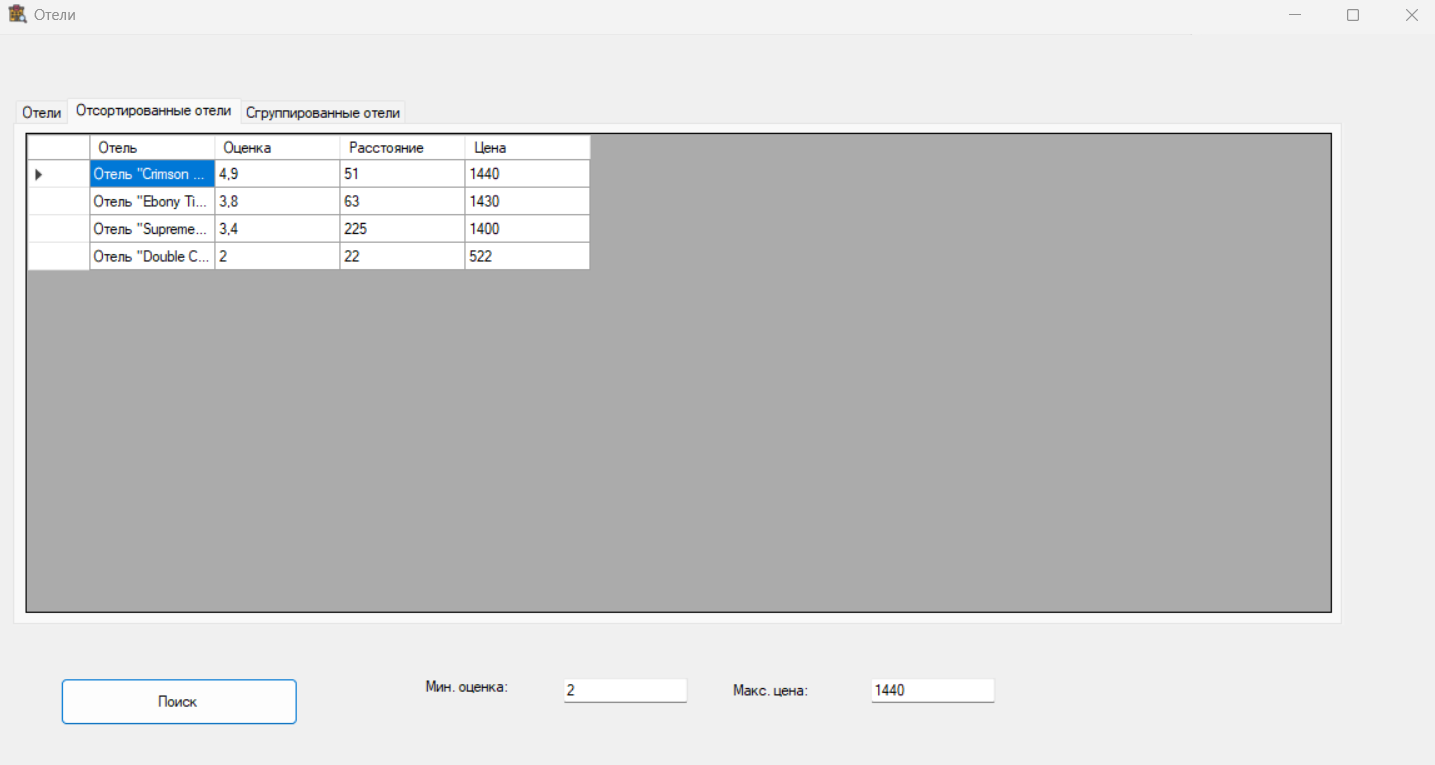 Отели
Отели Отсортированные отели Сгруппированные отели
Отель Оценка Расстояние Цена
Отель "Crimson ... 4,9 51 1440
Отель "Ebony Ti... 3,8 63 1430
Отель "Supreme... 3,4 225 1400
Отель "Double C... 2 22 522
Поиск Мин. оценка: 2 Макс. цена: 1440